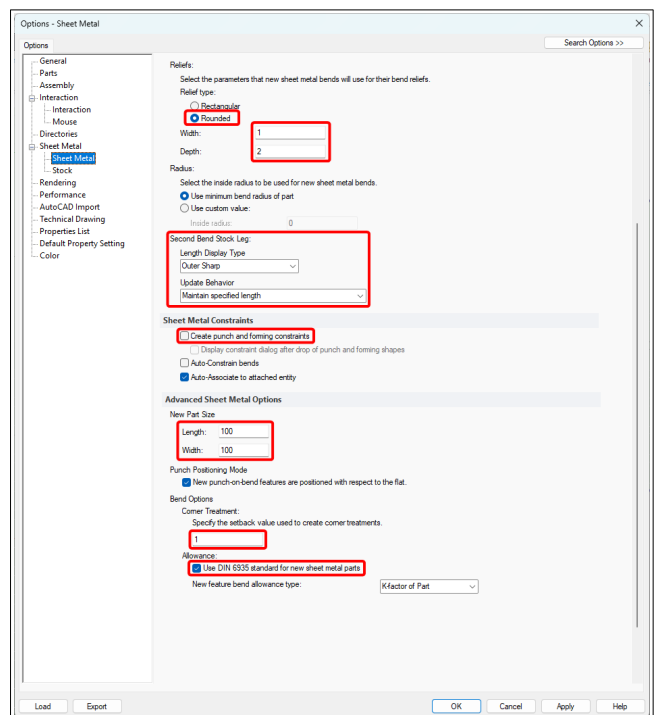 Options - Sheet Metal
Options
Search Options >>
General
Parts
Assembly
Interaction
Interaction
Mouse
Directories
Sheet Metal
Sheet Metal
Stock
Rendering
Performance
AutoCAD Import
Technical Drawing
Properties List
Default Property Setting
Color
Reliefs:
Select the parameters that new sheet metal bends will use for their bend reliefs.
Relief type:
Rectangular
Rounded
Width: 1
Depth: 2
Radius:
Select the inside radius to be used for new sheet metal bends.
Use minimum bend radius of part
Use custom value:
Inside radius: 0
Second Bend Stock Leg:
Length Display Type
Outer Sharp
Update Behavior
Maintain specified length
Sheet Metal Constraints
Create punch and forming constraints
Display constraint dialog after drop of punch and forming shapes
Auto-Constrain bends
Auto-Associate to attached entity
Advanced Sheet Metal Options
New Part Size
Length: 100
Width: 100
Punch Positioning Mode
New punch-on-bend features are positioned with respect to the flat.
Bend Options
Corner Treatment:
Specify the setback value used to create corner treatments.
1
Allowance:
Use DIN 6935 standard for new sheet metal parts
New feature bend allowance type: K-factor of Part
Load Export OK Cancel Apply Help